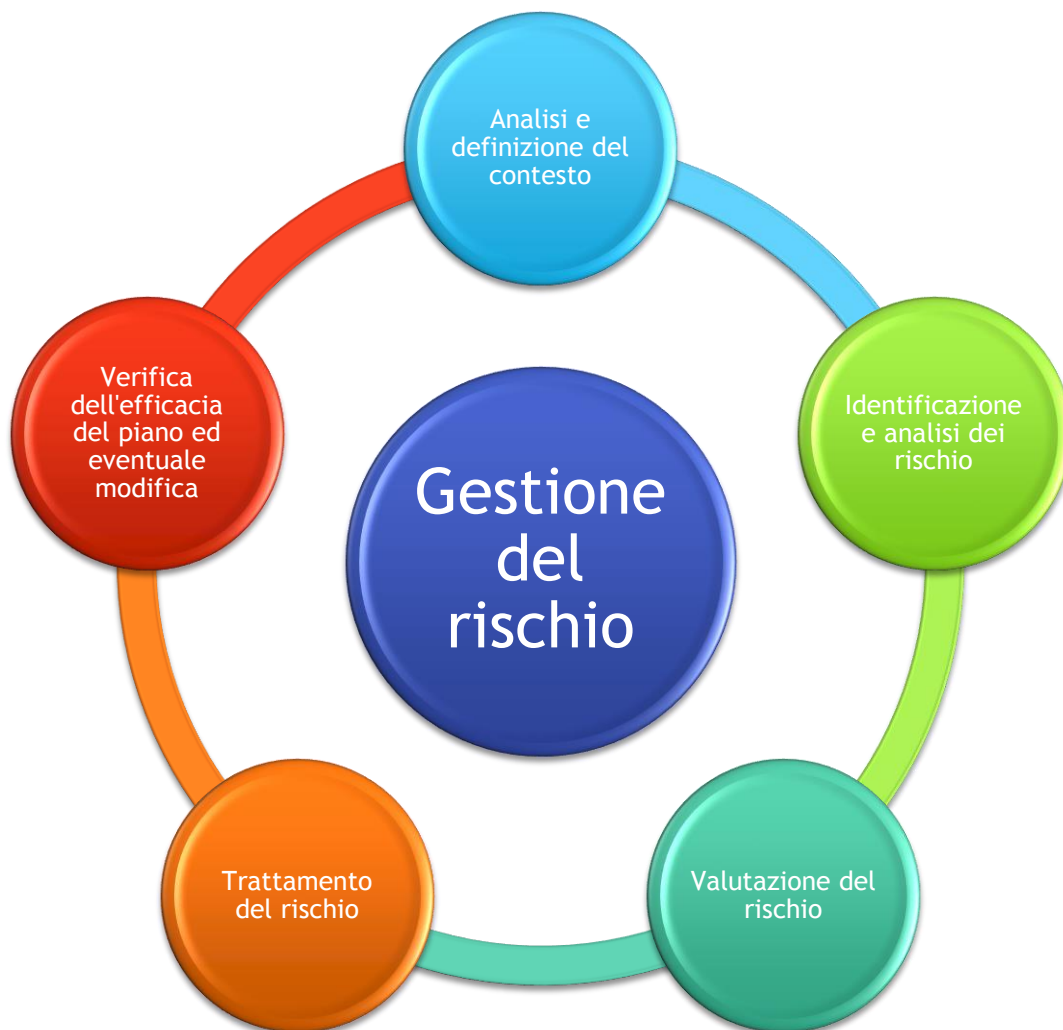 Analisi e
definizione del
contesto
Identificazione
e analisi dei
rischio
Valutazione del
rischio
Trattamento
del rischio
Verifica
dell'efficacia
del piano ed
eventuale
modifica
Gestione
del
rischio